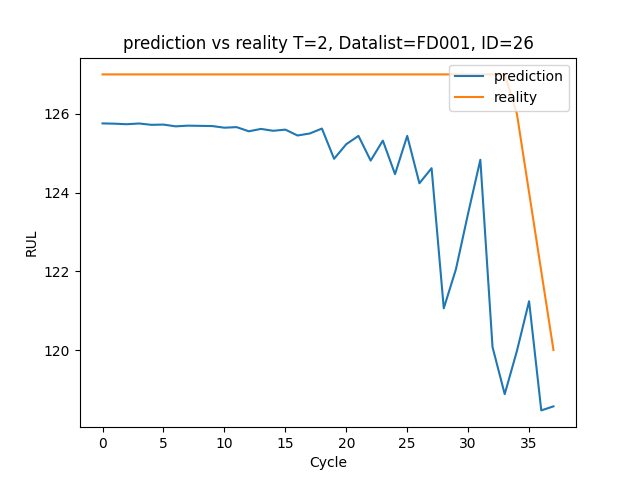 prediction vs reality T=2, Datalist=FD001, ID=26
prediction
reality
126
124
122
120
RUL
0 5 10 15 20 25 30 35
Cycle